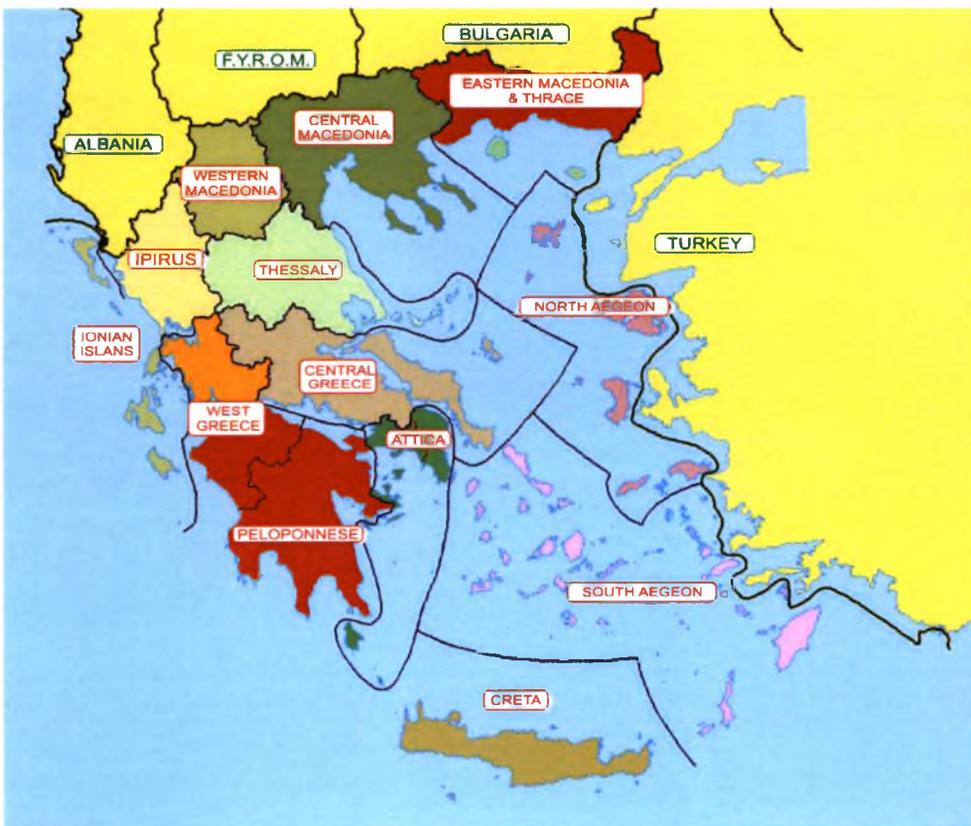 BULGARIA
F.Y.R.O.M.
EASTERN MACEDONIA
& THRACE
CENTRAL
MACEDONIA
ALBANIA
WESTERN
MACEDONIA
TURKEY
IPIRUS
THESSALY
NORTH AEGEON
IONIAN
ISLANS
CENTRAL
GREECE
WEST
GREECE
ATTICA
PELOPONNESE
SOUTH AEGEON
CRETA